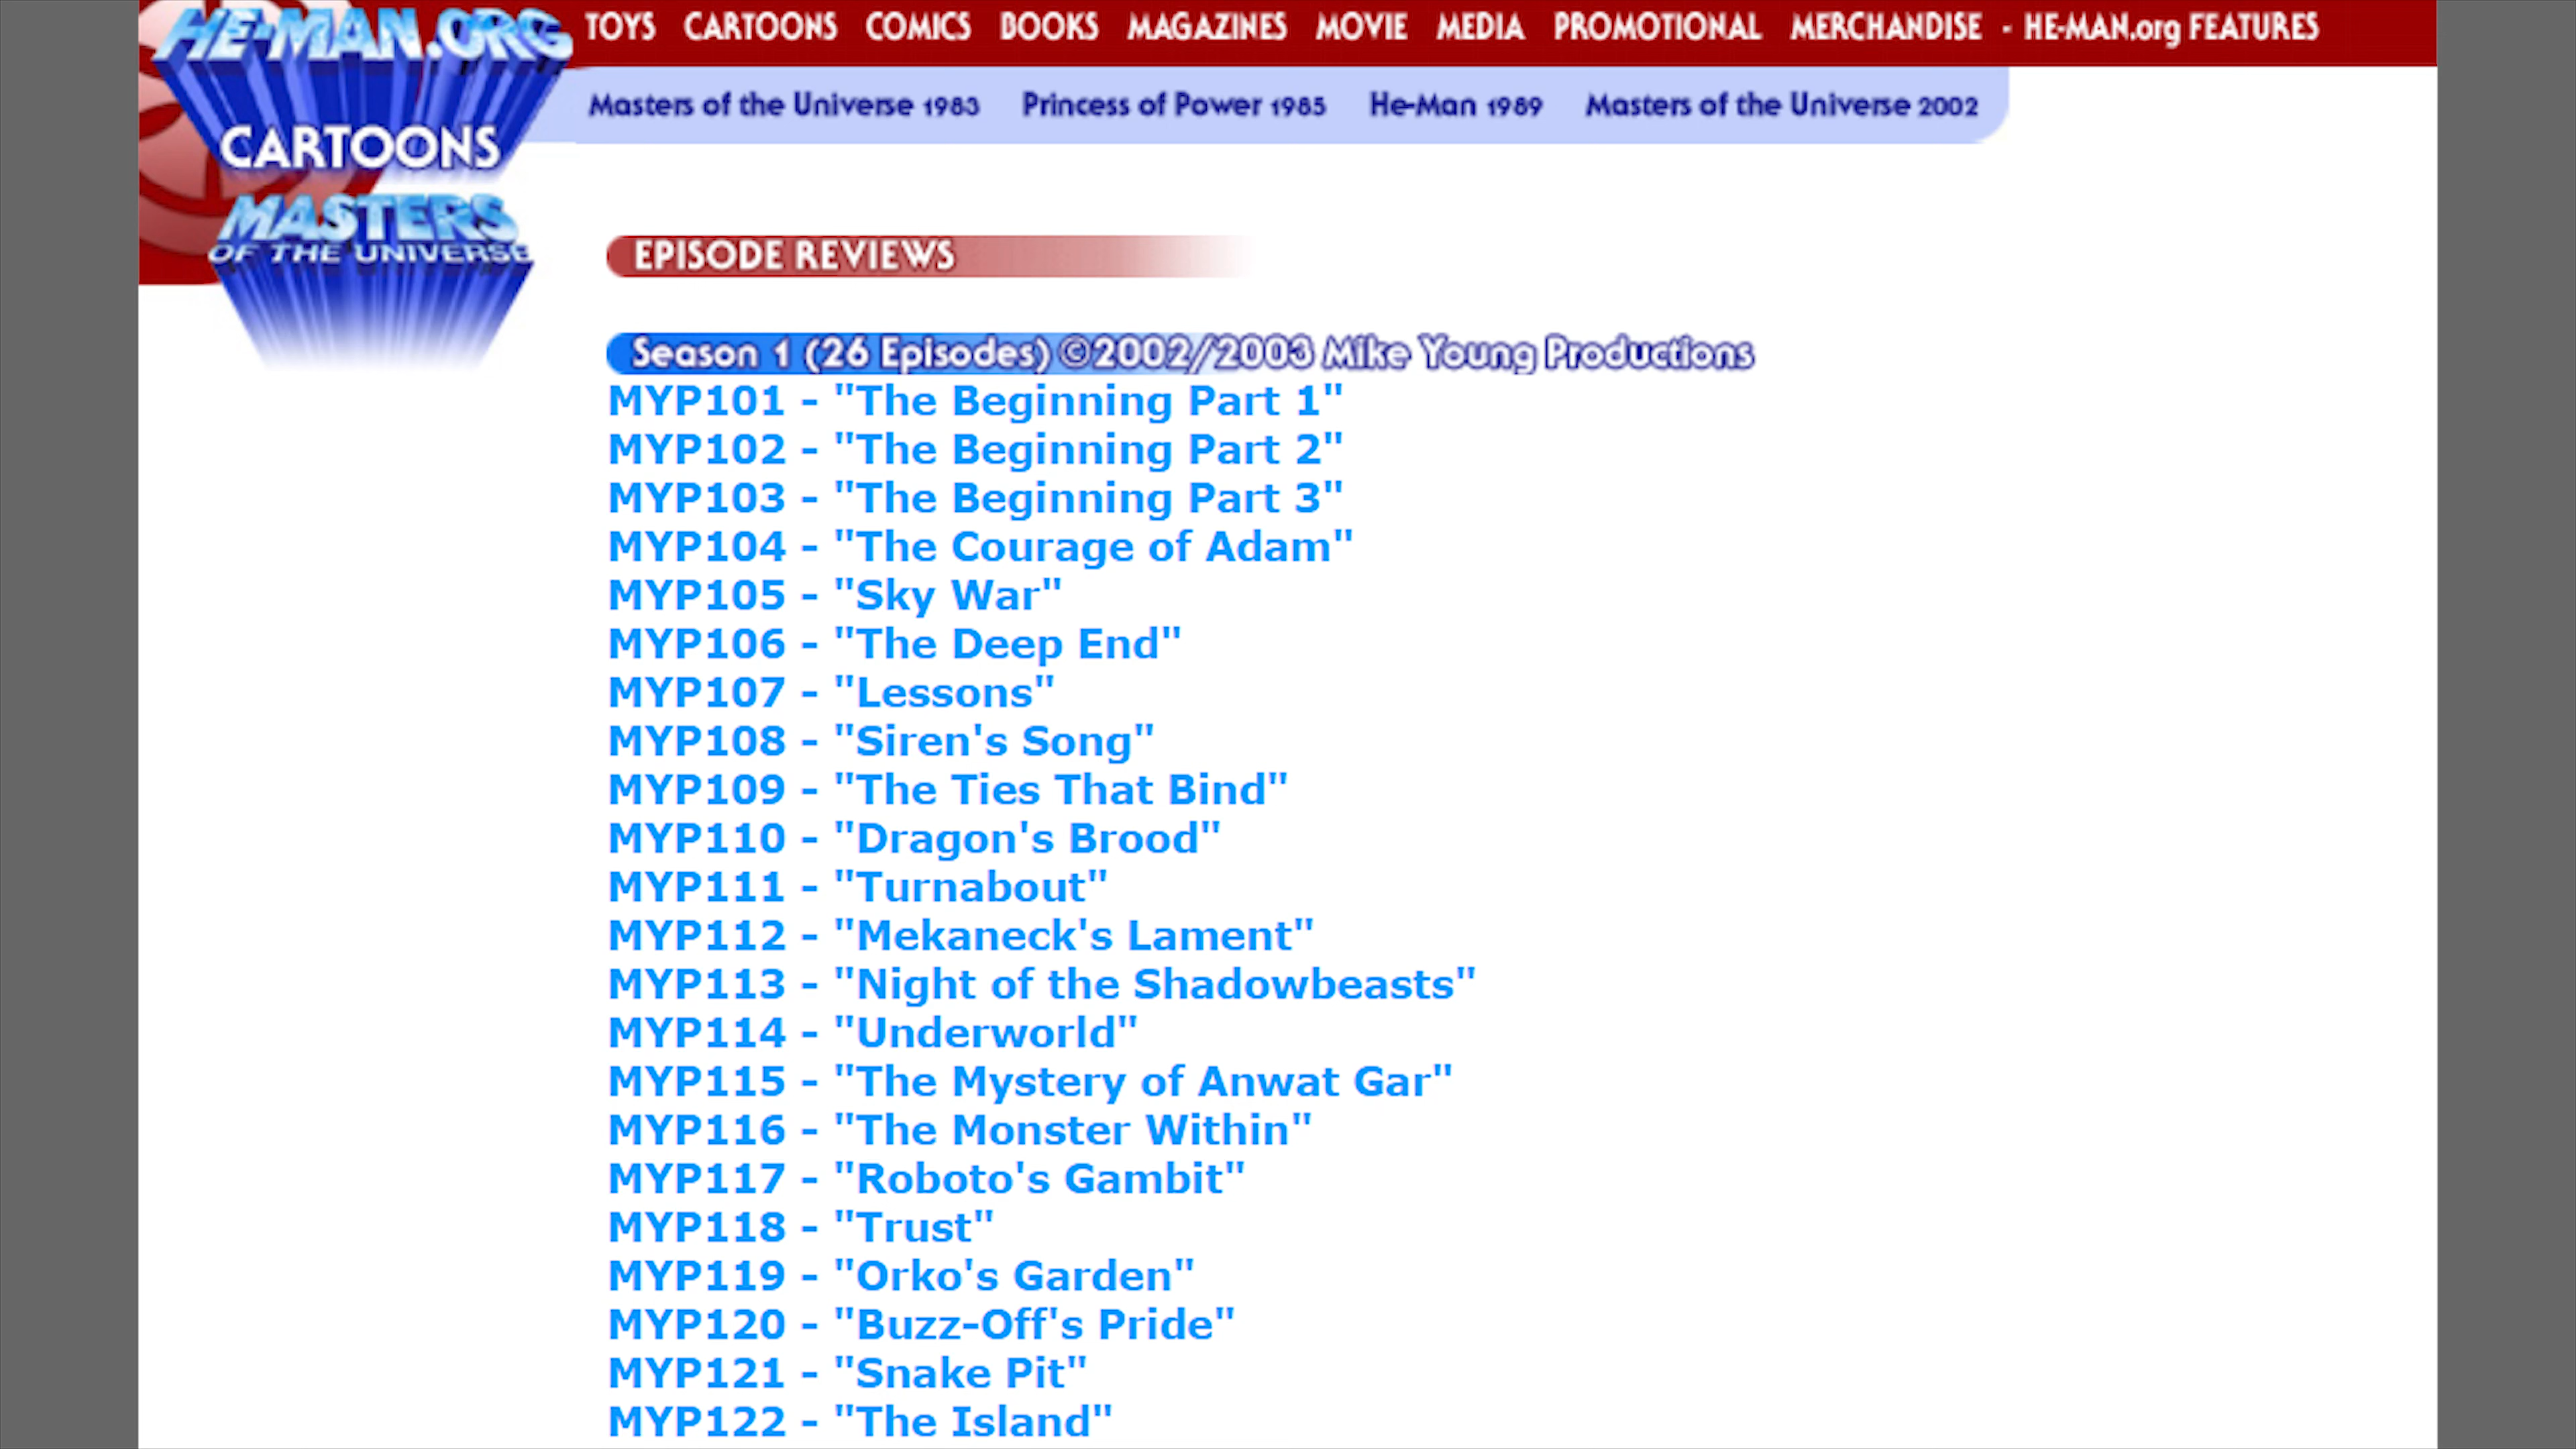 HE-MAN.ORG
CARTOONS
MASTERS
OF THE UNIVERSE
TOYS CARTOONS COMICS BOOKS MAGAZINES MOVIE MEDIA PROMOTIONAL MERCHANDISE - HE-MAN.org FEATURES
Masters of the Universe 1983 Princess of Power 1985 He-Man 1989 Masters of the Universe 2002
EPISODE REVIEWS
Season 1 (26 Episodes) ©2002/2003 Mike Young Productions
MYP101 - "The Beginning Part 1"
MYP102 - "The Beginning Part 2"
MYP103 - "The Beginning Part 3"
MYP104 - "The Courage of Adam"
MYP105 - "Sky War"
MYP106 - "The Deep End"
MYP107 - "Lessons"
MYP108 - "Siren's Song"
MYP109 - "The Ties That Bind"
MYP110 - "Dragon's Brood"
MYP111 - "Turnabout"
MYP112 - "Mekaneck's Lament"
MYP113 - "Night of the Shadowbeasts"
MYP114 - "Underworld"
MYP115 - "The Mystery of Anwat Gar"
MYP116 - "The Monster Within"
MYP117 - "Roboto's Gambit"
MYP118 - "Trust"
MYP119 - "Orko's Garden"
MYP120 - "Buzz-Off's Pride"
MYP121 - "Snake Pit"
MYP122 - "The Island"